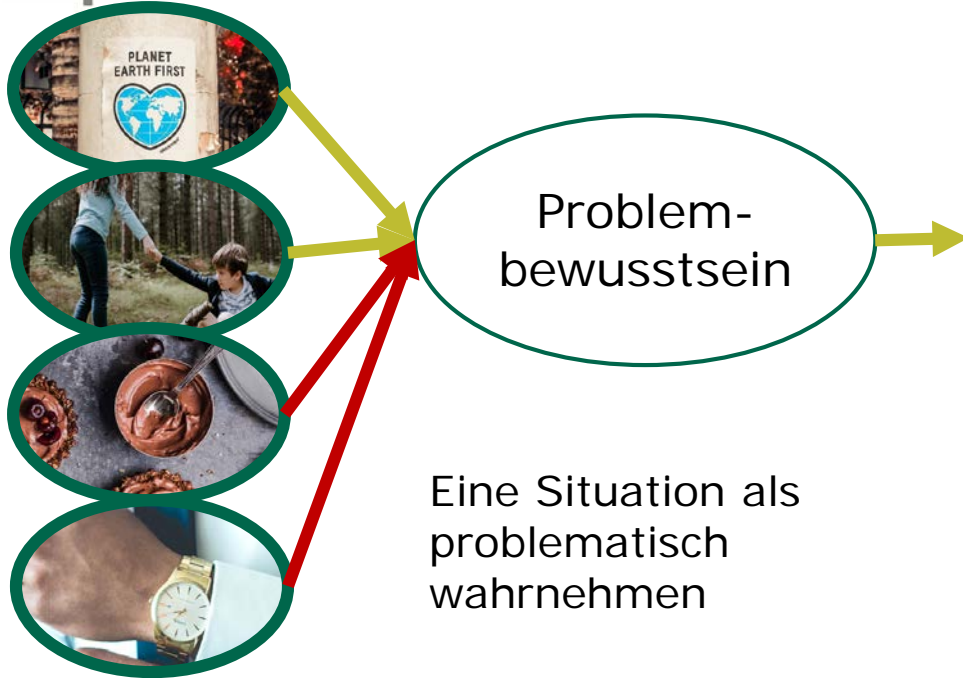 PLANET
EARTH FIRST
Problem-
bewusstsein
Eine Situation als
problematisch
wahrnehmen